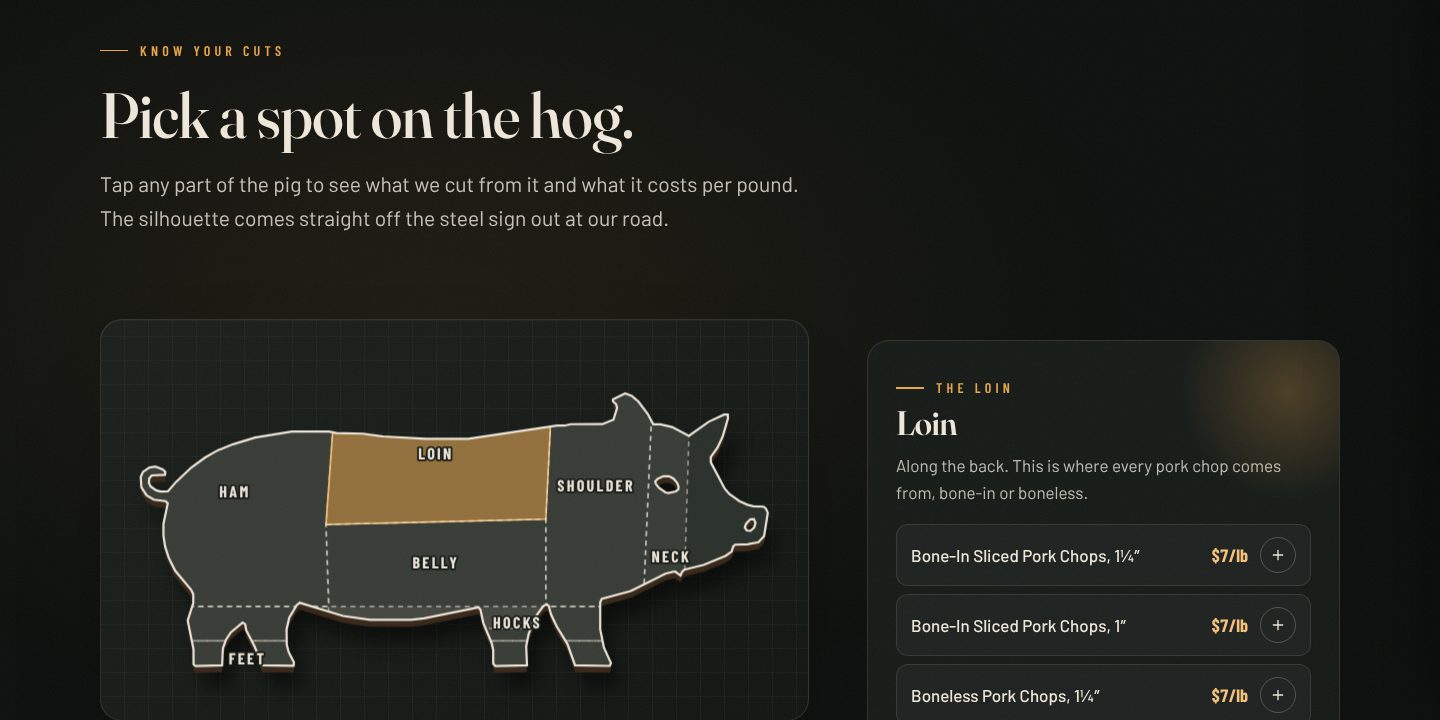 KNOW YOUR CUTS
Pick a spot on the hog.
Tap any part of the pig to see what we cut from it and what it costs per pound.
The silhouette comes straight off the steel sign out at our road.
LOIN
HAM
SHOULDER
BELLY
NECK
HOCKS
FEET
THE LOIN
Loin
Along the back. This is where every pork chop comes
from, bone-in or boneless.
Bone-In Sliced Pork Chops, 1¼″ $7/lb +
Bone-In Sliced Pork Chops, 1″ $7/lb +
Boneless Pork Chops, 1¼″ $7/lb +